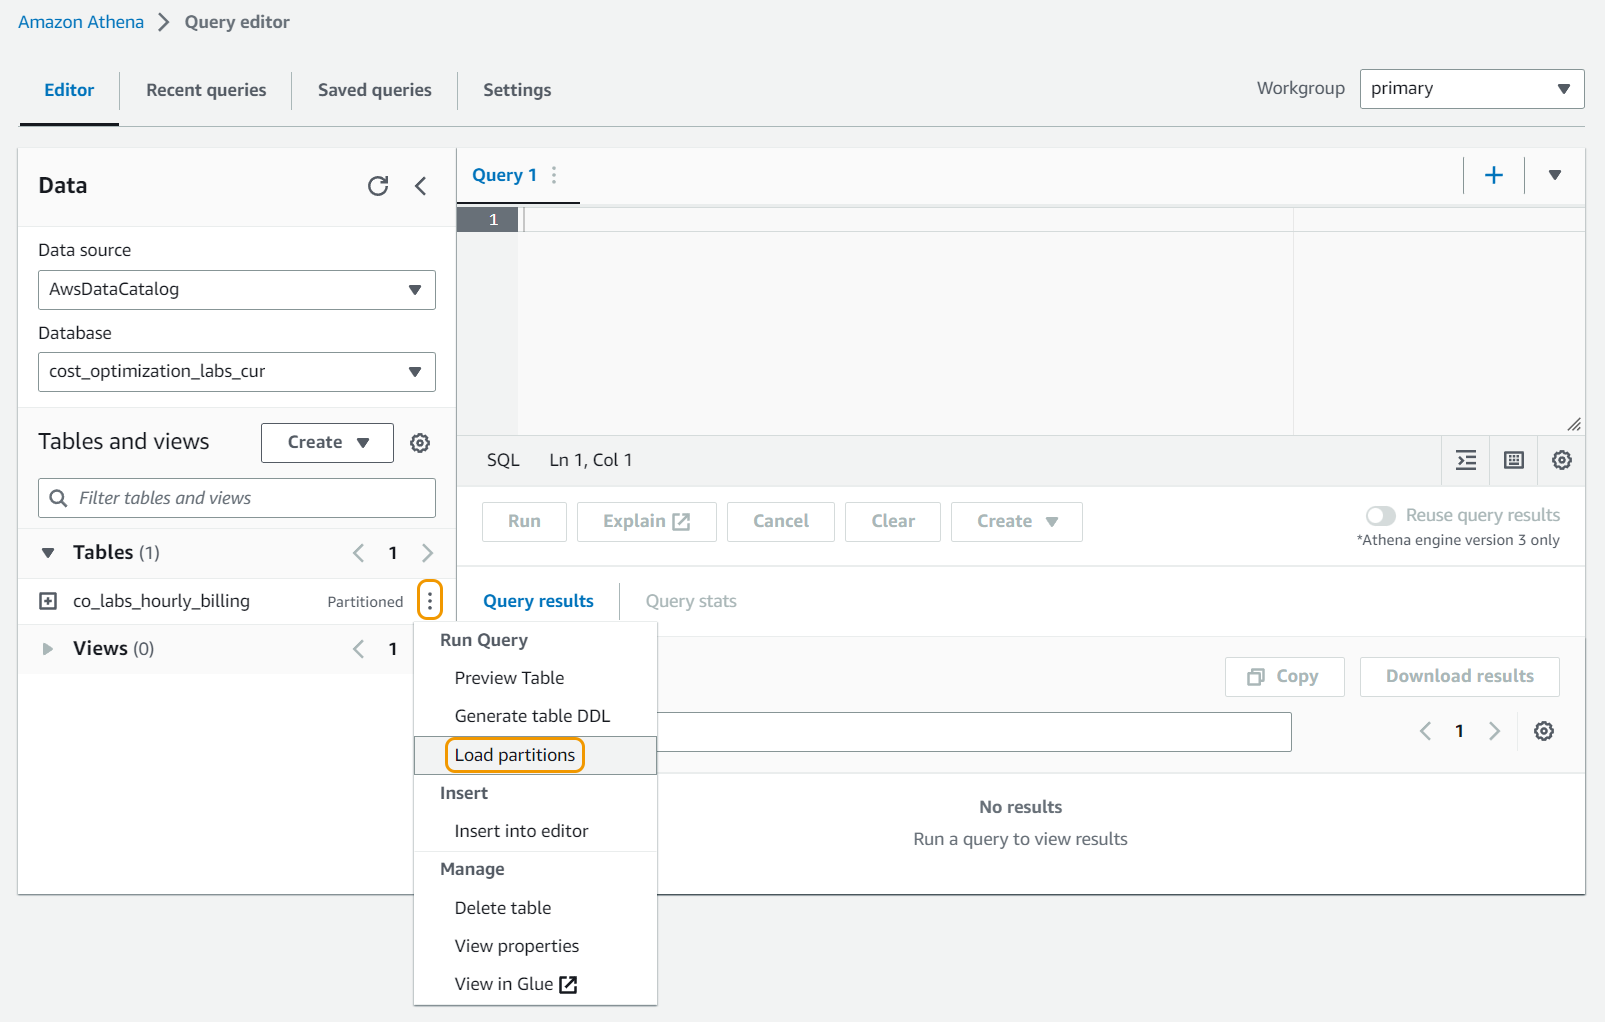 Amazon Athena > Query editor
Editor
Recent queries
Saved queries
Settings
Workgroup
primary
Data
Data source
AwsDataCatalog
Database
cost_optimization_labs_cur
Tables and views
Create
Filter tables and views
Tables (1)
1
co_labs_hourly_billing
Partitioned
Views (0)
1
Query 1
1
SQL
Ln 1, Col 1
Run
Explain
Cancel
Clear
Create
Reuse query results
*Athena engine version 3 only
Query results
Query stats
Run Query
Preview Table
Generate table DDL
Load partitions
Insert
Insert into editor
Manage
Delete table
View properties
View in Glue
Copy
Download results
1
No results
Run a query to view results